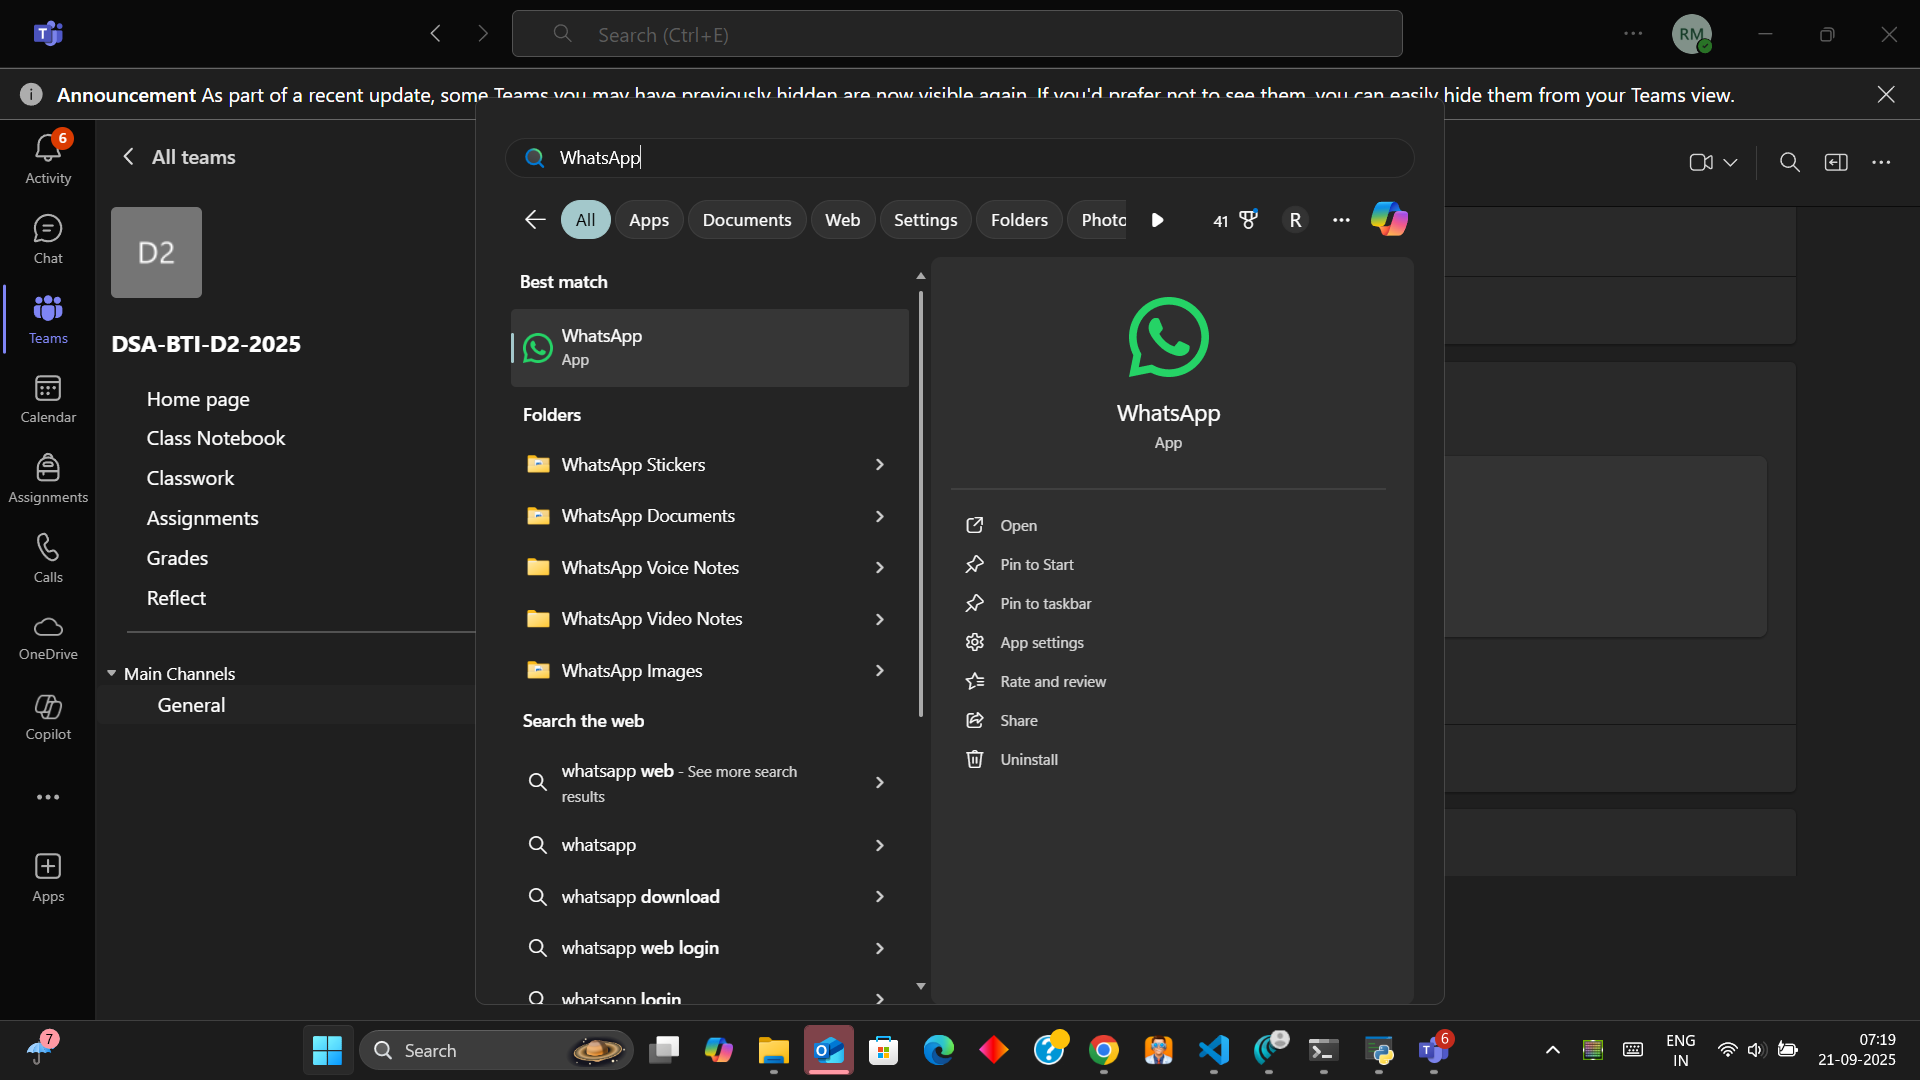 Search (Ctrl+E)
RM
Announcement As part of a recent update, some Teams you may have previously hidden are now visible again. If you'd prefer not to see them, you can easily hide them from your Teams view.
6
Activity
Chat
Teams
Calendar
Assignments
Calls
OneDrive
Copilot
Apps
All teams
D2
DSA-BTI-D2-2025
Home page
Class Notebook
Classwork
Assignments
Grades
Reflect
Main Channels
General
WhatsApp
All
Apps
Documents
Web
Settings
Folders
Photo
41
R
Best match
WhatsApp
App
Folders
WhatsApp Stickers
WhatsApp Documents
WhatsApp Voice Notes
WhatsApp Video Notes
WhatsApp Images
Search the web
whatsapp web - See more search
results
whatsapp
whatsapp download
whatsapp web login
whatsapp login
WhatsApp
App
Open
Pin to Start
Pin to taskbar
App settings
Rate and review
Share
Uninstall
7
Search
6
ENG
IN
07:19
21-09-2025